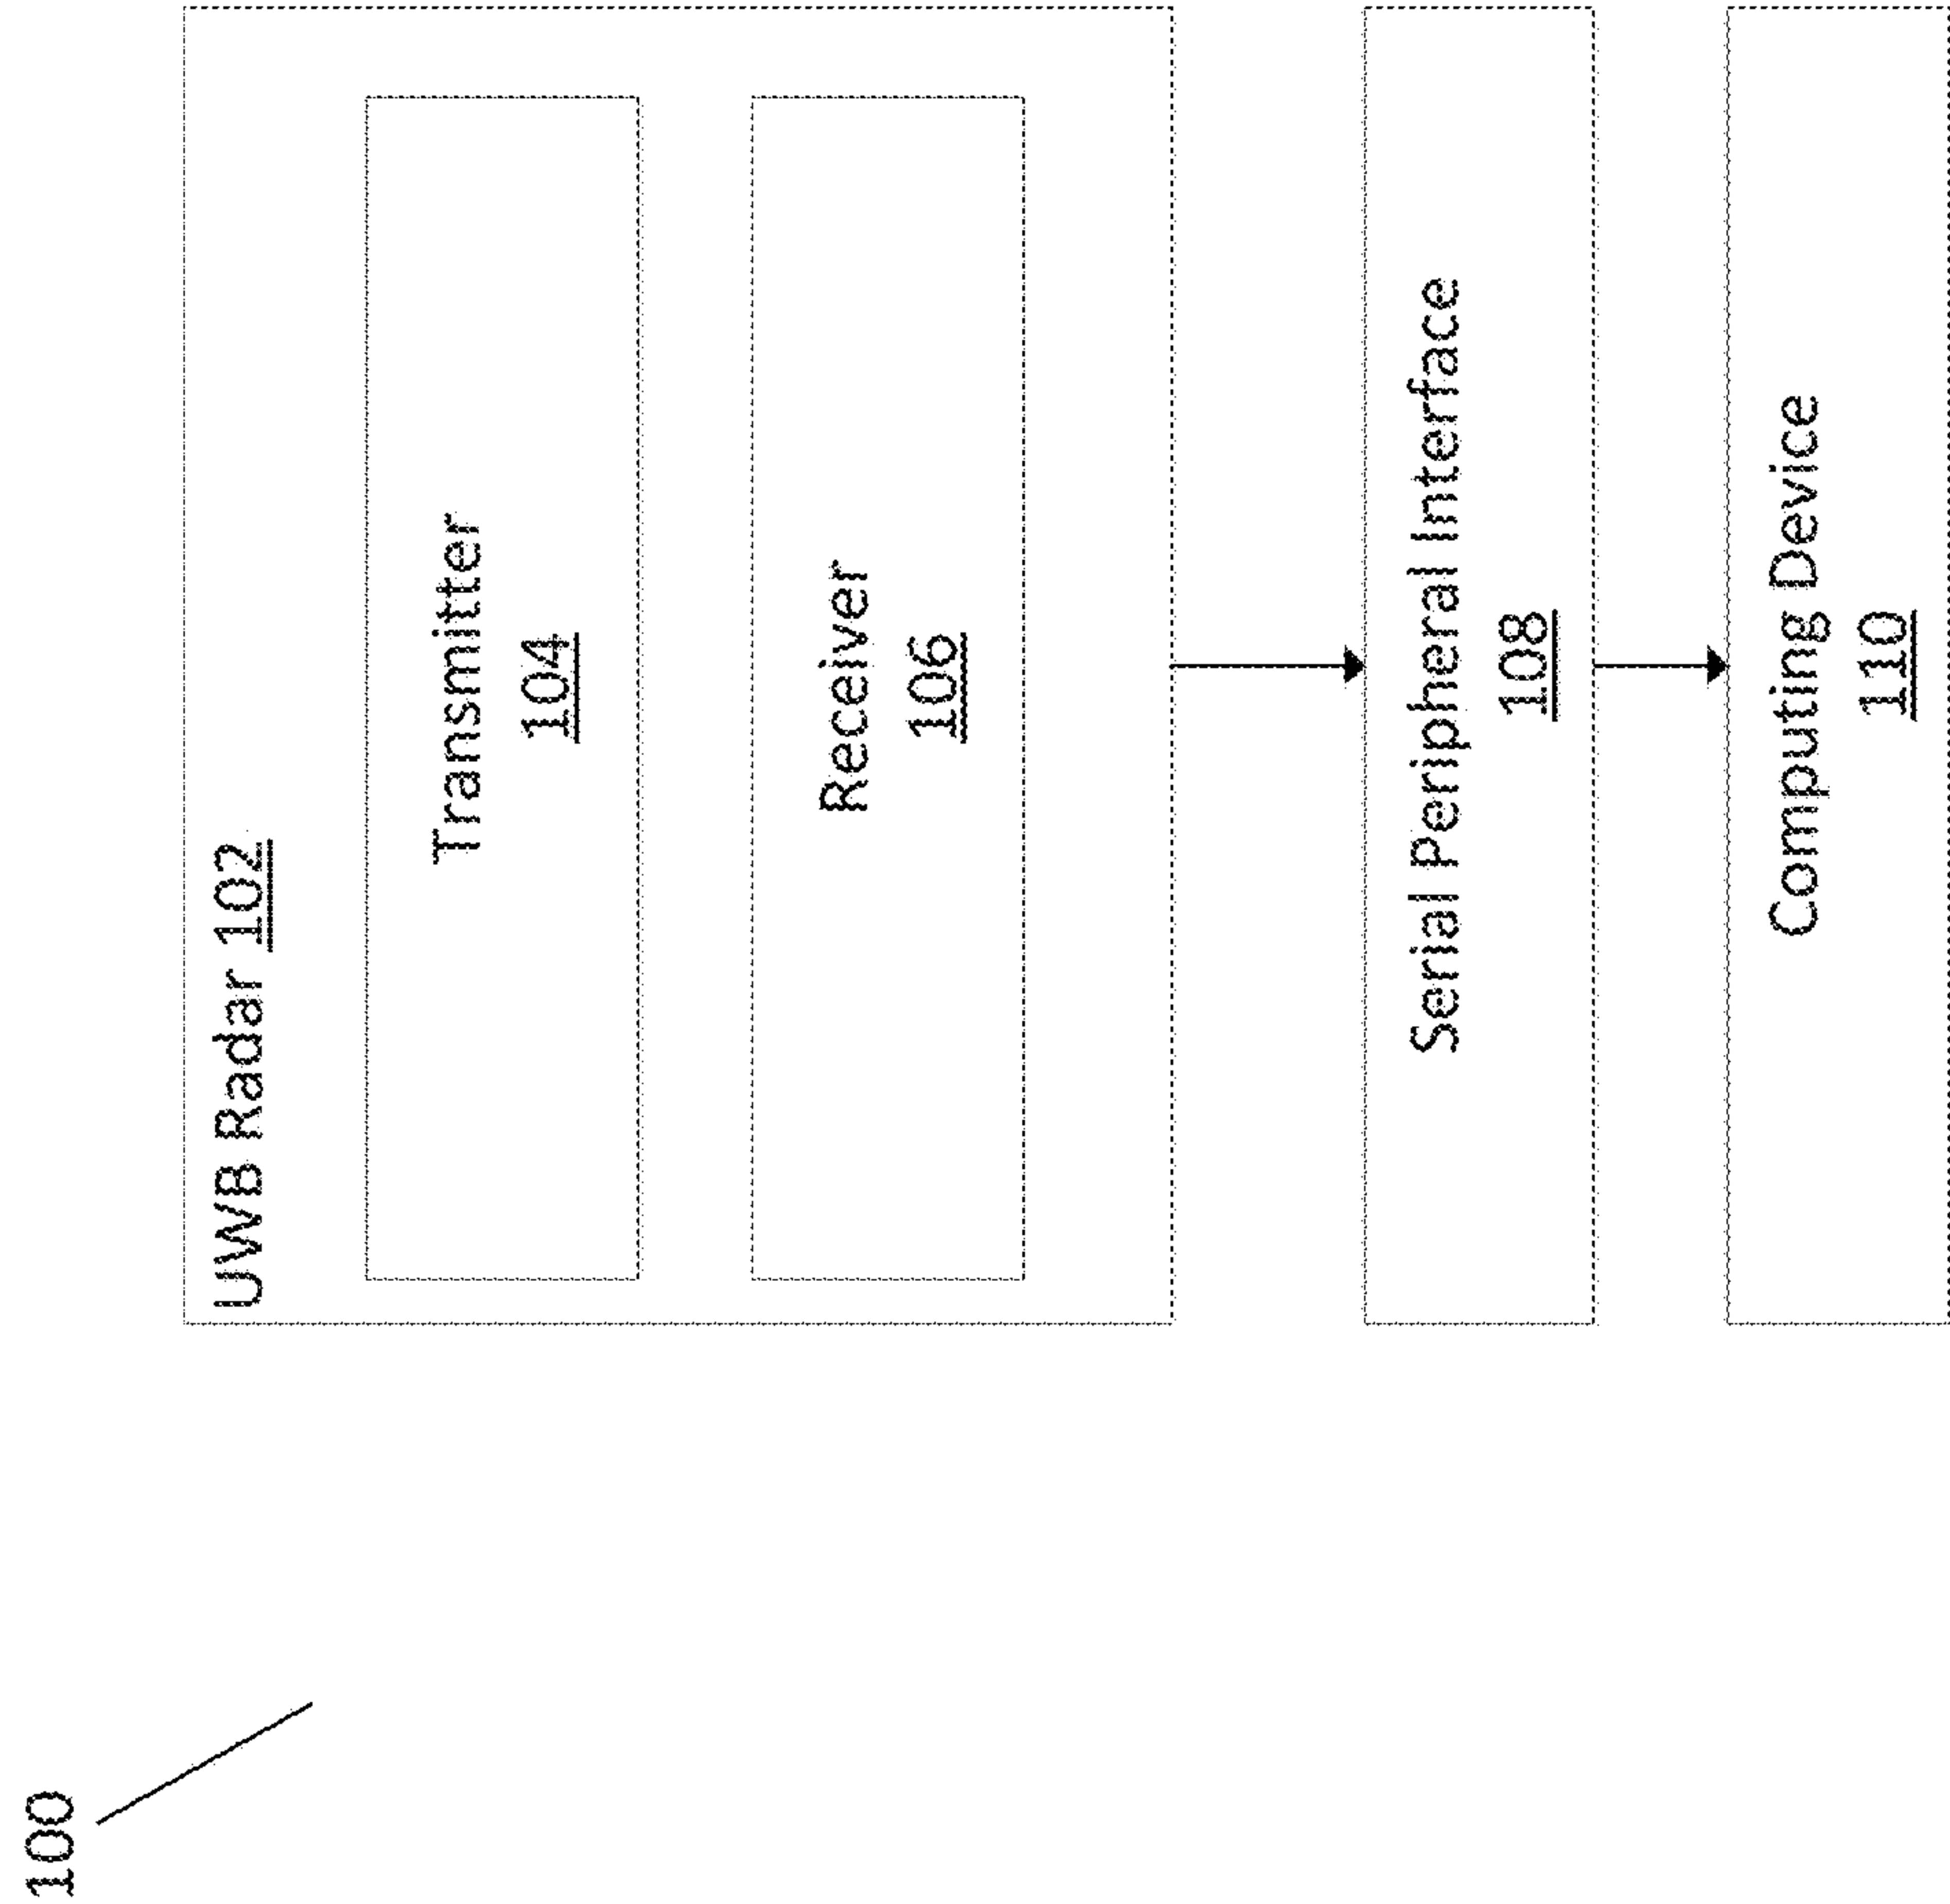 100
UWB Radar 102
Transmitter
104
Receiver
106
Serial Peripheral Interface
108
Computing Device
110